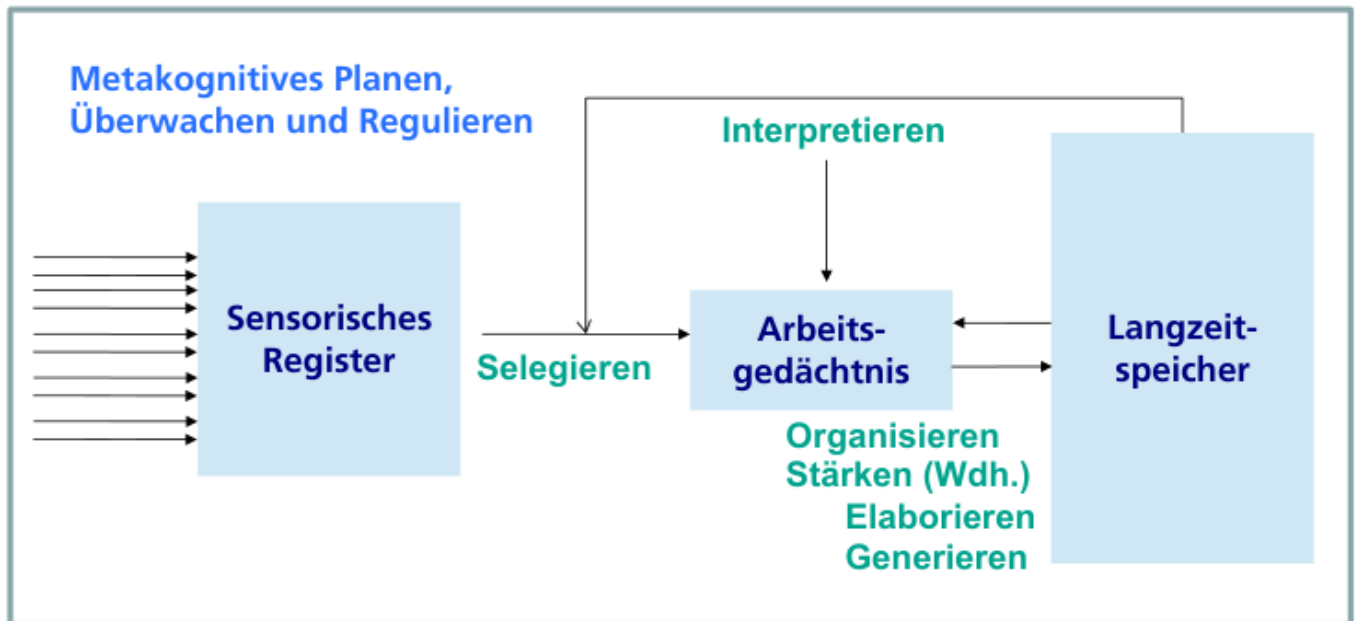 Metakognitives Planen,
Überwachen und Regulieren
Interpretieren
Sensorisches
Register
Selegieren
Arbeits-
gedächtnis
Langzeit-
speicher
Organisieren
Stärken (Wdh.)
Elaborieren
Generieren